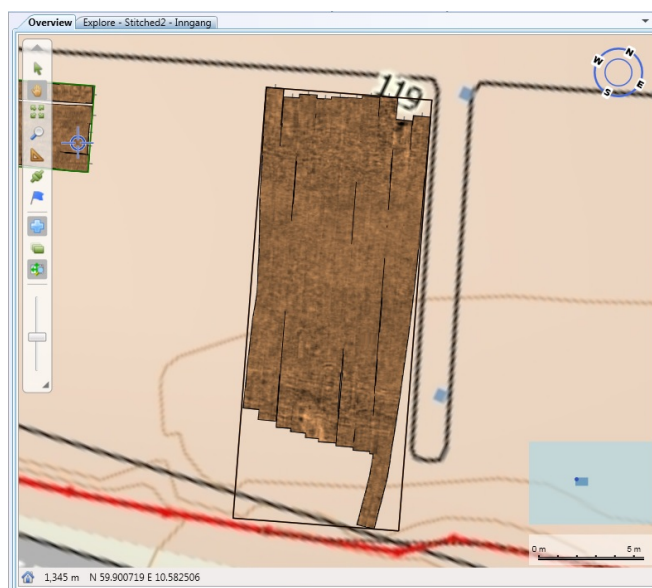 Overview
Explore - Stitched2 - Inngang
119
N
W
E
S
0 m
5 m
1,345 m N 59.900719 E 10.582506